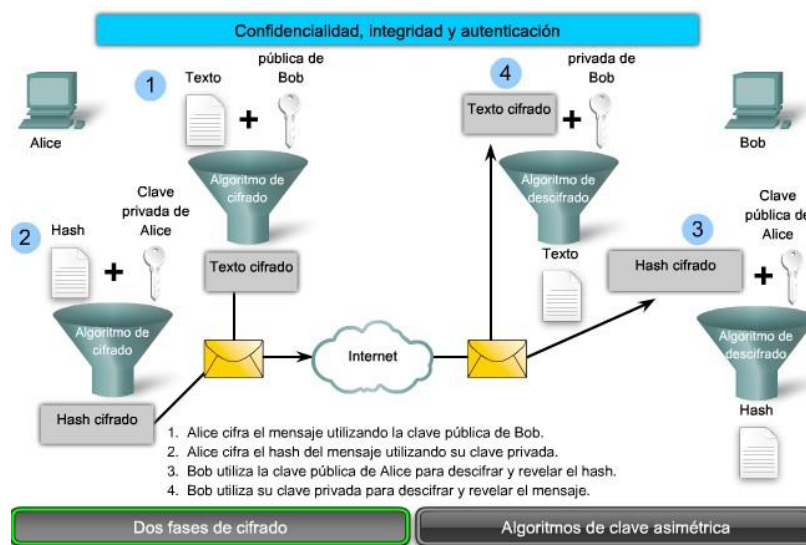 Confidencialidad, integridad y autenticación
1
Texto
pública de
Bob
Alice
Algoritmo de
cifrado
Texto cifrado
2
Hash
Clave
privada de
Alice
Algoritmo de
cifrado
Hash cifrado
Internet
4
Texto cifrado
privada de
Bob
Algoritmo de
descifrado
Texto
Bob
3
Hash cifrado
Clave
pública de
Alice
Algoritmo de
descifrado
Hash
1. Alice cifra el mensaje utilizando la clave pública de Bob.
2. Alice cifra el hash del mensaje utilizando su clave privada.
3. Bob utiliza la clave pública de Alice para descifrar y revelar el hash.
4. Bob utiliza su clave privada para descifrar y revelar el mensaje.
Dos fases de cifrado
Algoritmos de clave asimétrica